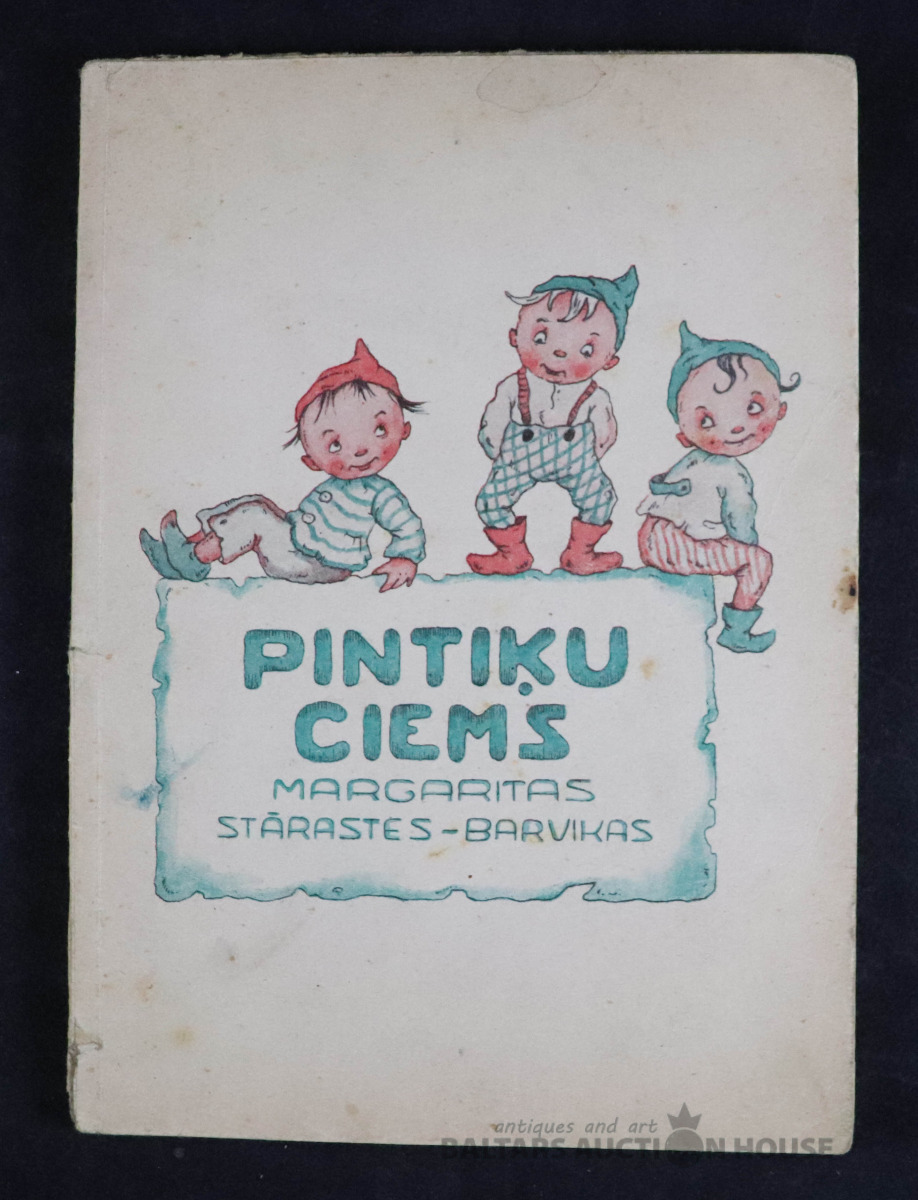 PINTIĶU
CIEMS
MARGARITAS
STĀRASTES-BARVIKAS
antiques and art
BALTARS AUCTION HOUSE